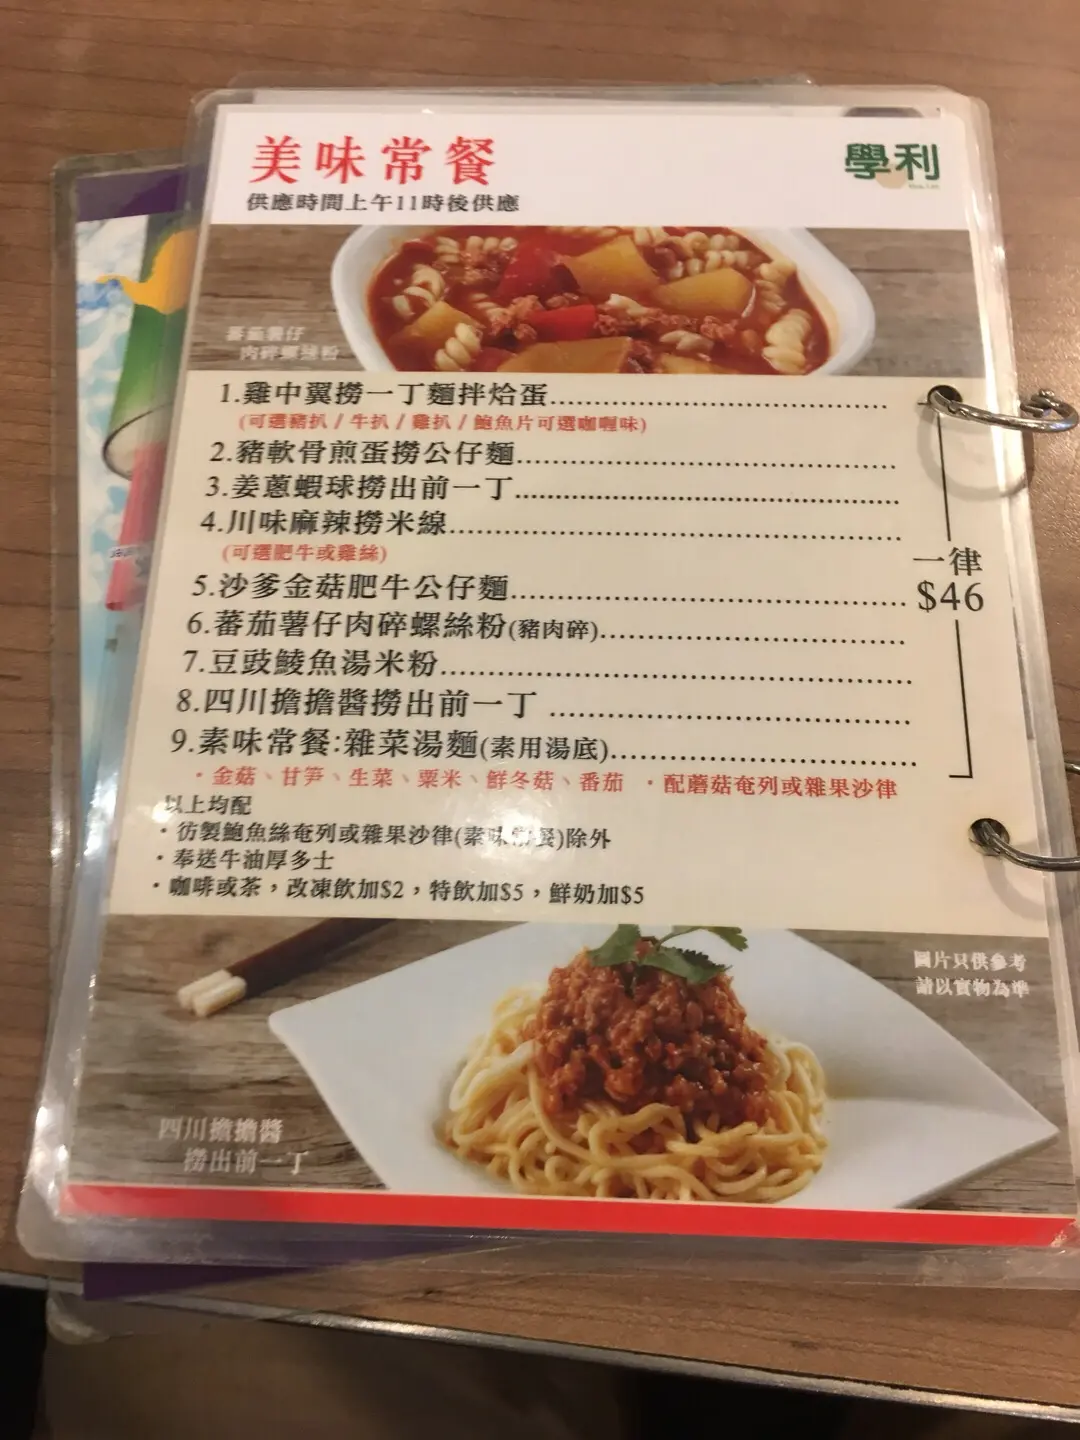 美味常餐
學利
供應時間上午11時後供應
蕃茄薯仔
肉碎螺絲粉
1.雞中翼撈一丁麵拌烚蛋
(可選豬扒 / 牛扒 / 雞扒 / 鮑魚片可選咖喱味)
2.豬軟骨煎蛋撈公仔麵
3.姜蔥蝦球撈出前一丁
4.川味麻辣撈米線
(可選肥牛或雞絲)
5.沙爹金菇肥牛公仔麵
6.蕃茄薯仔肉碎螺絲粉(豬肉碎)
7.豆豉鯪魚湯米粉
8.四川擔擔醬撈出前一丁
9.素味常餐:雜菜湯麵(素用湯底)
一律
$46
・金菇、甘笋、生菜、粟米、鮮冬菇、番茄 ・配蘑菇奄列或雜果沙律
以上均配
・彷製鮑魚絲奄列或雜果沙律(素味常餐)除外
・奉送牛油厚多士
・咖啡或茶，改凍飲加$2，特飲加$5，鮮奶加$5
圖片只供參考
請以實物為準
四川擔擔醬
撈出前一丁